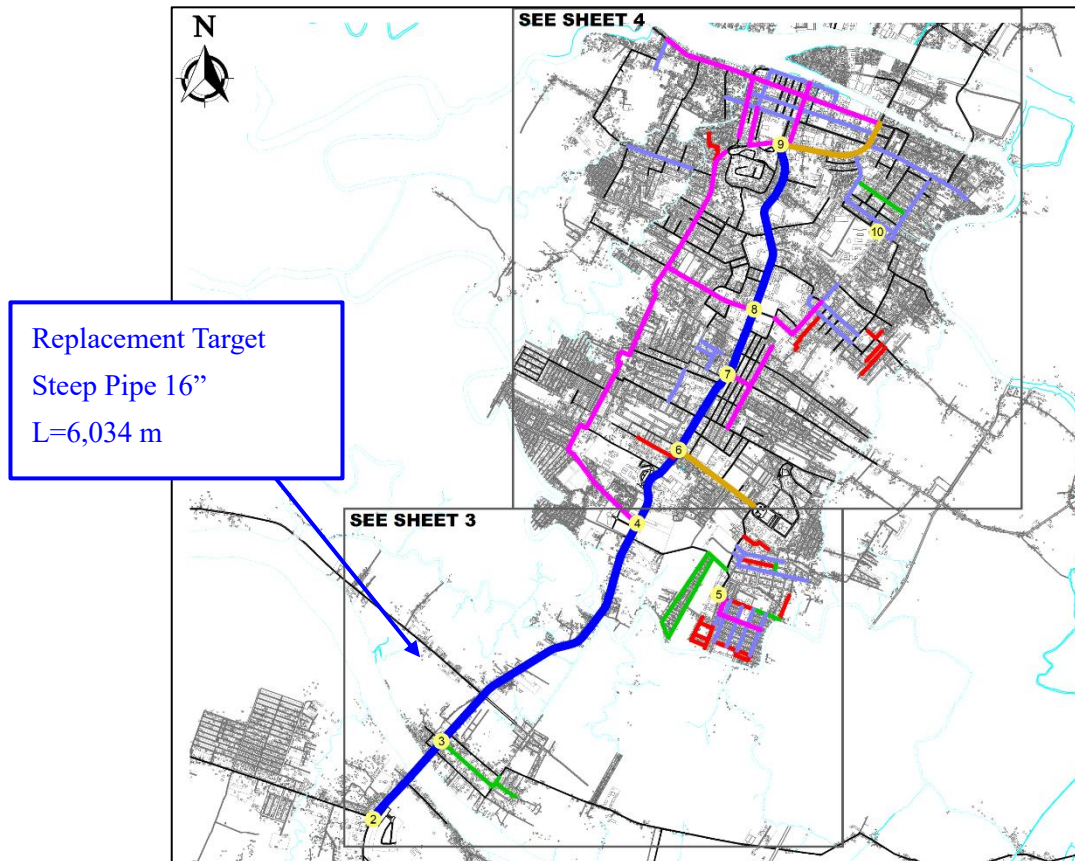 SEE SHEET 4
N
9
10
Replacement Target
Steep Pipe 16”
L=6,034 m
8
7
6
SEE SHEET 3
4
5
3
2